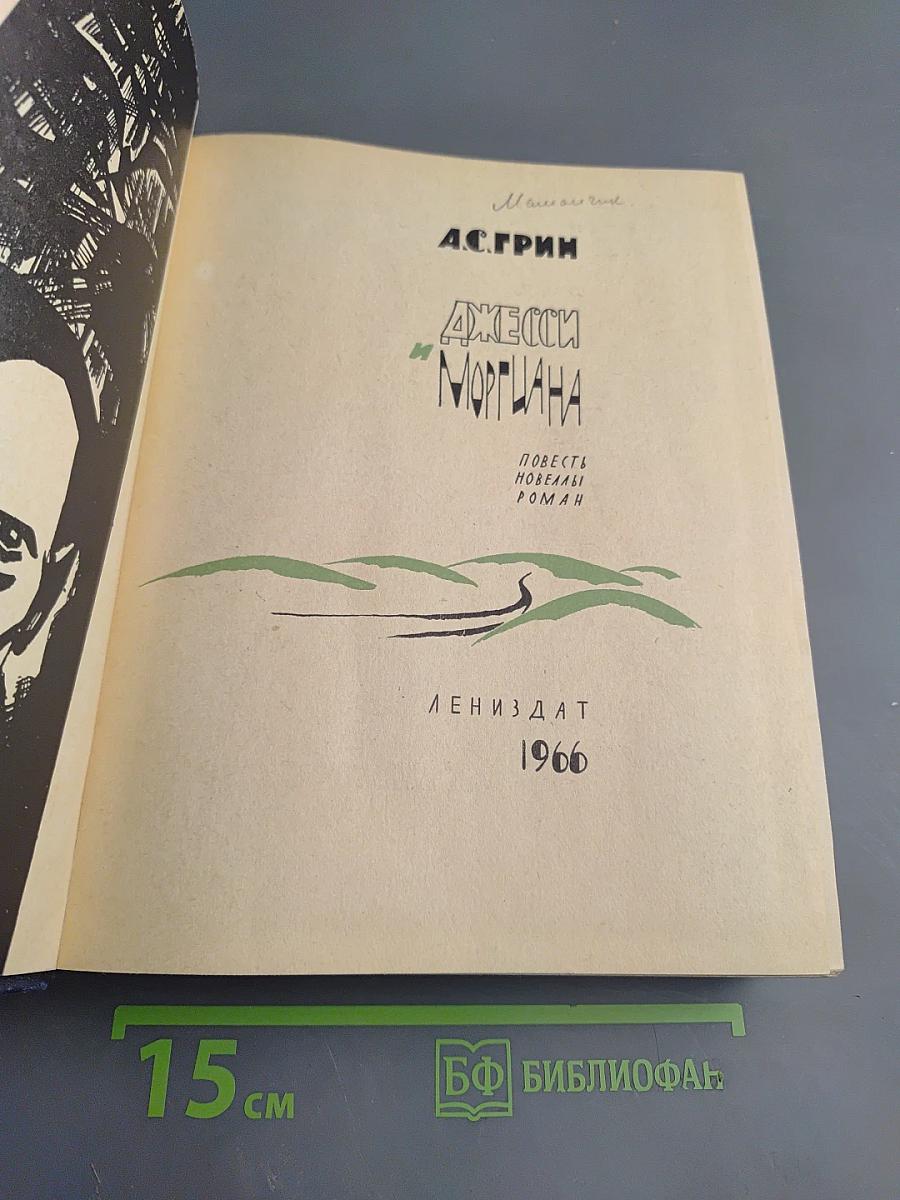 А.С.ГРИН
ДЖЕССИ
и
МОРГИАНА
ПОВЕСТЬ
НОВЕЛЛЫ
РОМАН
ЛЕНИЗДАТ
1966
15 см
БФ БИБЛИОФАН